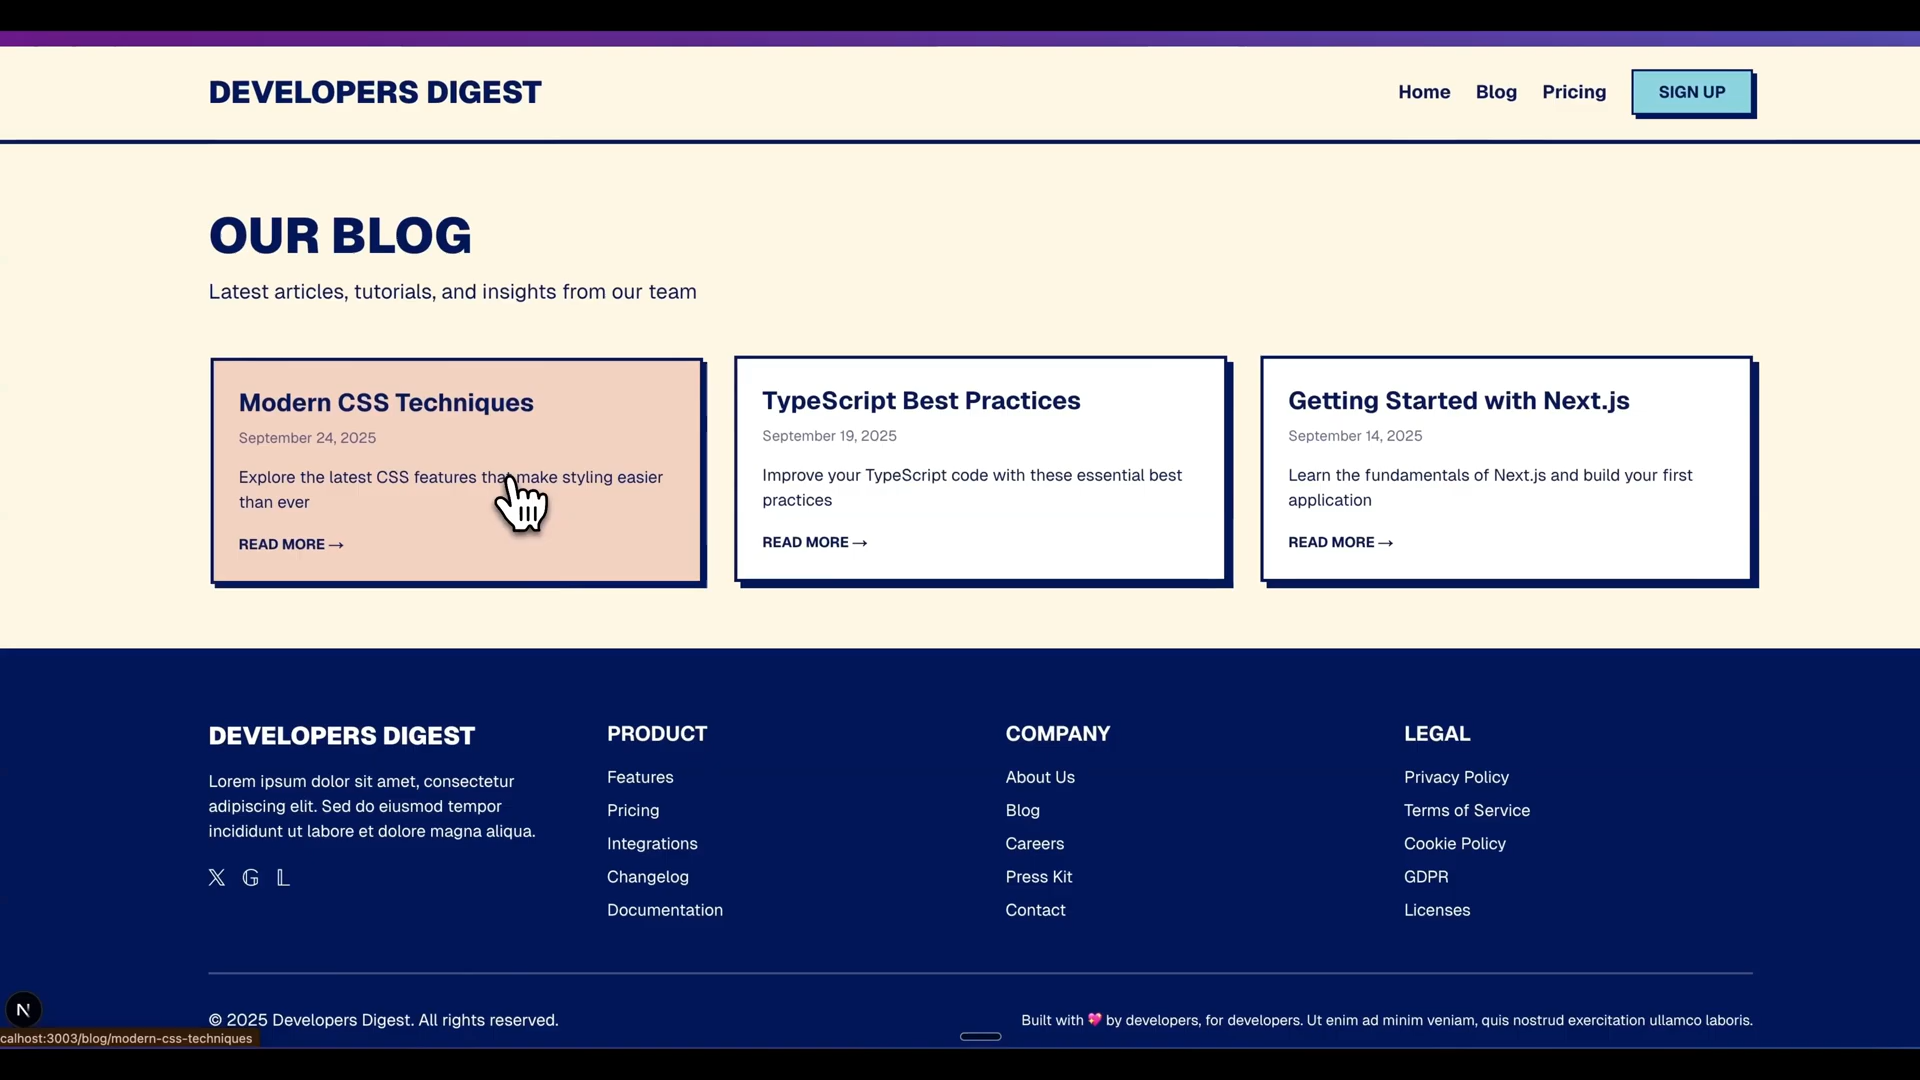 DEVELOPERS DIGEST
Home
Blog
Pricing
SIGN UP
OUR BLOG
Latest articles, tutorials, and insights from our team
Modern CSS Techniques
September 24, 2025
Explore the latest CSS features that make styling easier
than ever
READ MORE →
TypeScript Best Practices
September 19, 2025
Improve your TypeScript code with these essential best
practices
READ MORE →
Getting Started with Next.js
September 14, 2025
Learn the fundamentals of Next.js and build your first
application
READ MORE →
DEVELOPERS DIGEST
Lorem ipsum dolor sit amet, consectetur
adipiscing elit. Sed do eiusmod tempor
incididunt ut labore et dolore magna aliqua.
𝕏 𝔾 𝕃
PRODUCT
Features
Pricing
Integrations
Changelog
Documentation
COMPANY
About Us
Blog
Careers
Press Kit
Contact
LEGAL
Privacy Policy
Terms of Service
Cookie Policy
GDPR
Licenses
N
© 2025 Developers Digest. All rights reserved.
Built with 💖 by developers, for developers. Ut enim ad minim veniam, quis nostrud exercitation ullamco laboris.
calhost:3003/blog/modern-css-techniques